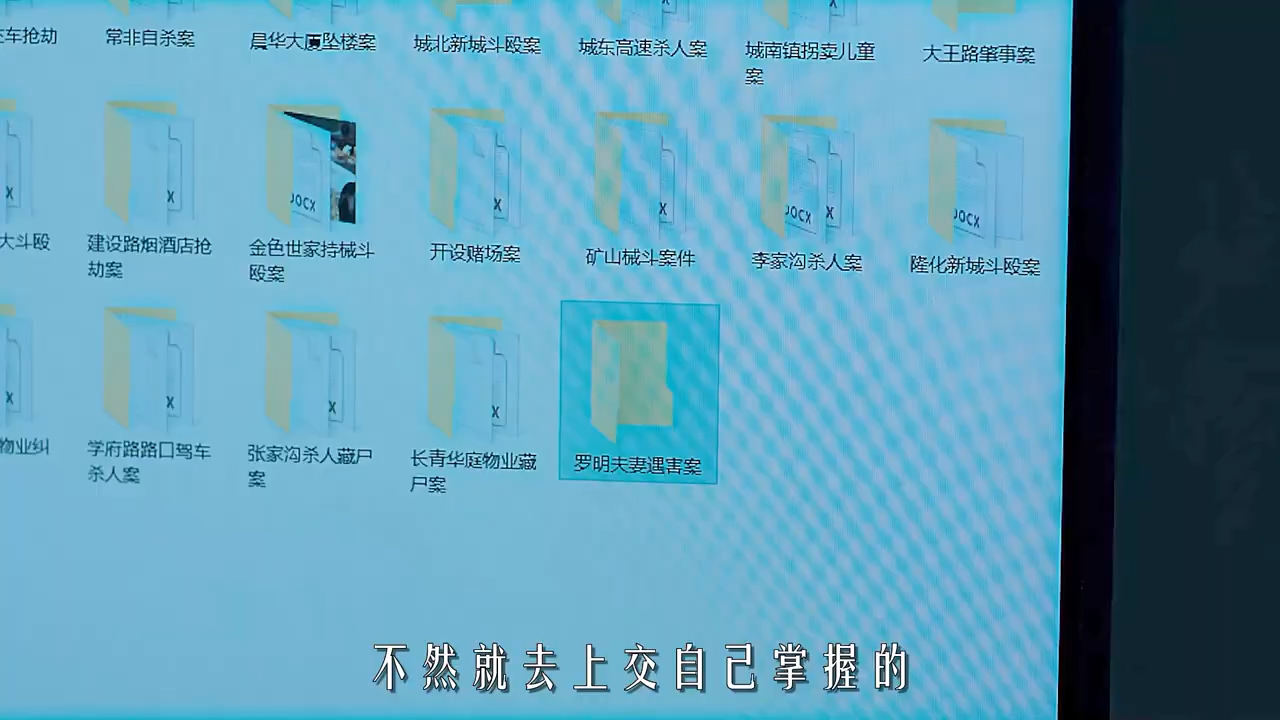 车抢劫
常非自杀案
晨华大厦坠楼案
城北新城斗殴案
城东高速杀人案
城南镇拐卖儿童
案
大王路肇事案
大斗殴
建设路烟酒店抢
劫案
金色世家持械斗
殴案
开设赌场案
矿山械斗案件
李家沟杀人案
隆化新城斗殴案
X
X
DOCX
X
X
DOCX
X
DOCX
物业纠
学府路路口驾车
杀人案
张家沟杀人藏尸
案
长青华庭物业藏
尸案
罗明夫妻遇害案
X
X
X
X
不然就去上交自己掌握的